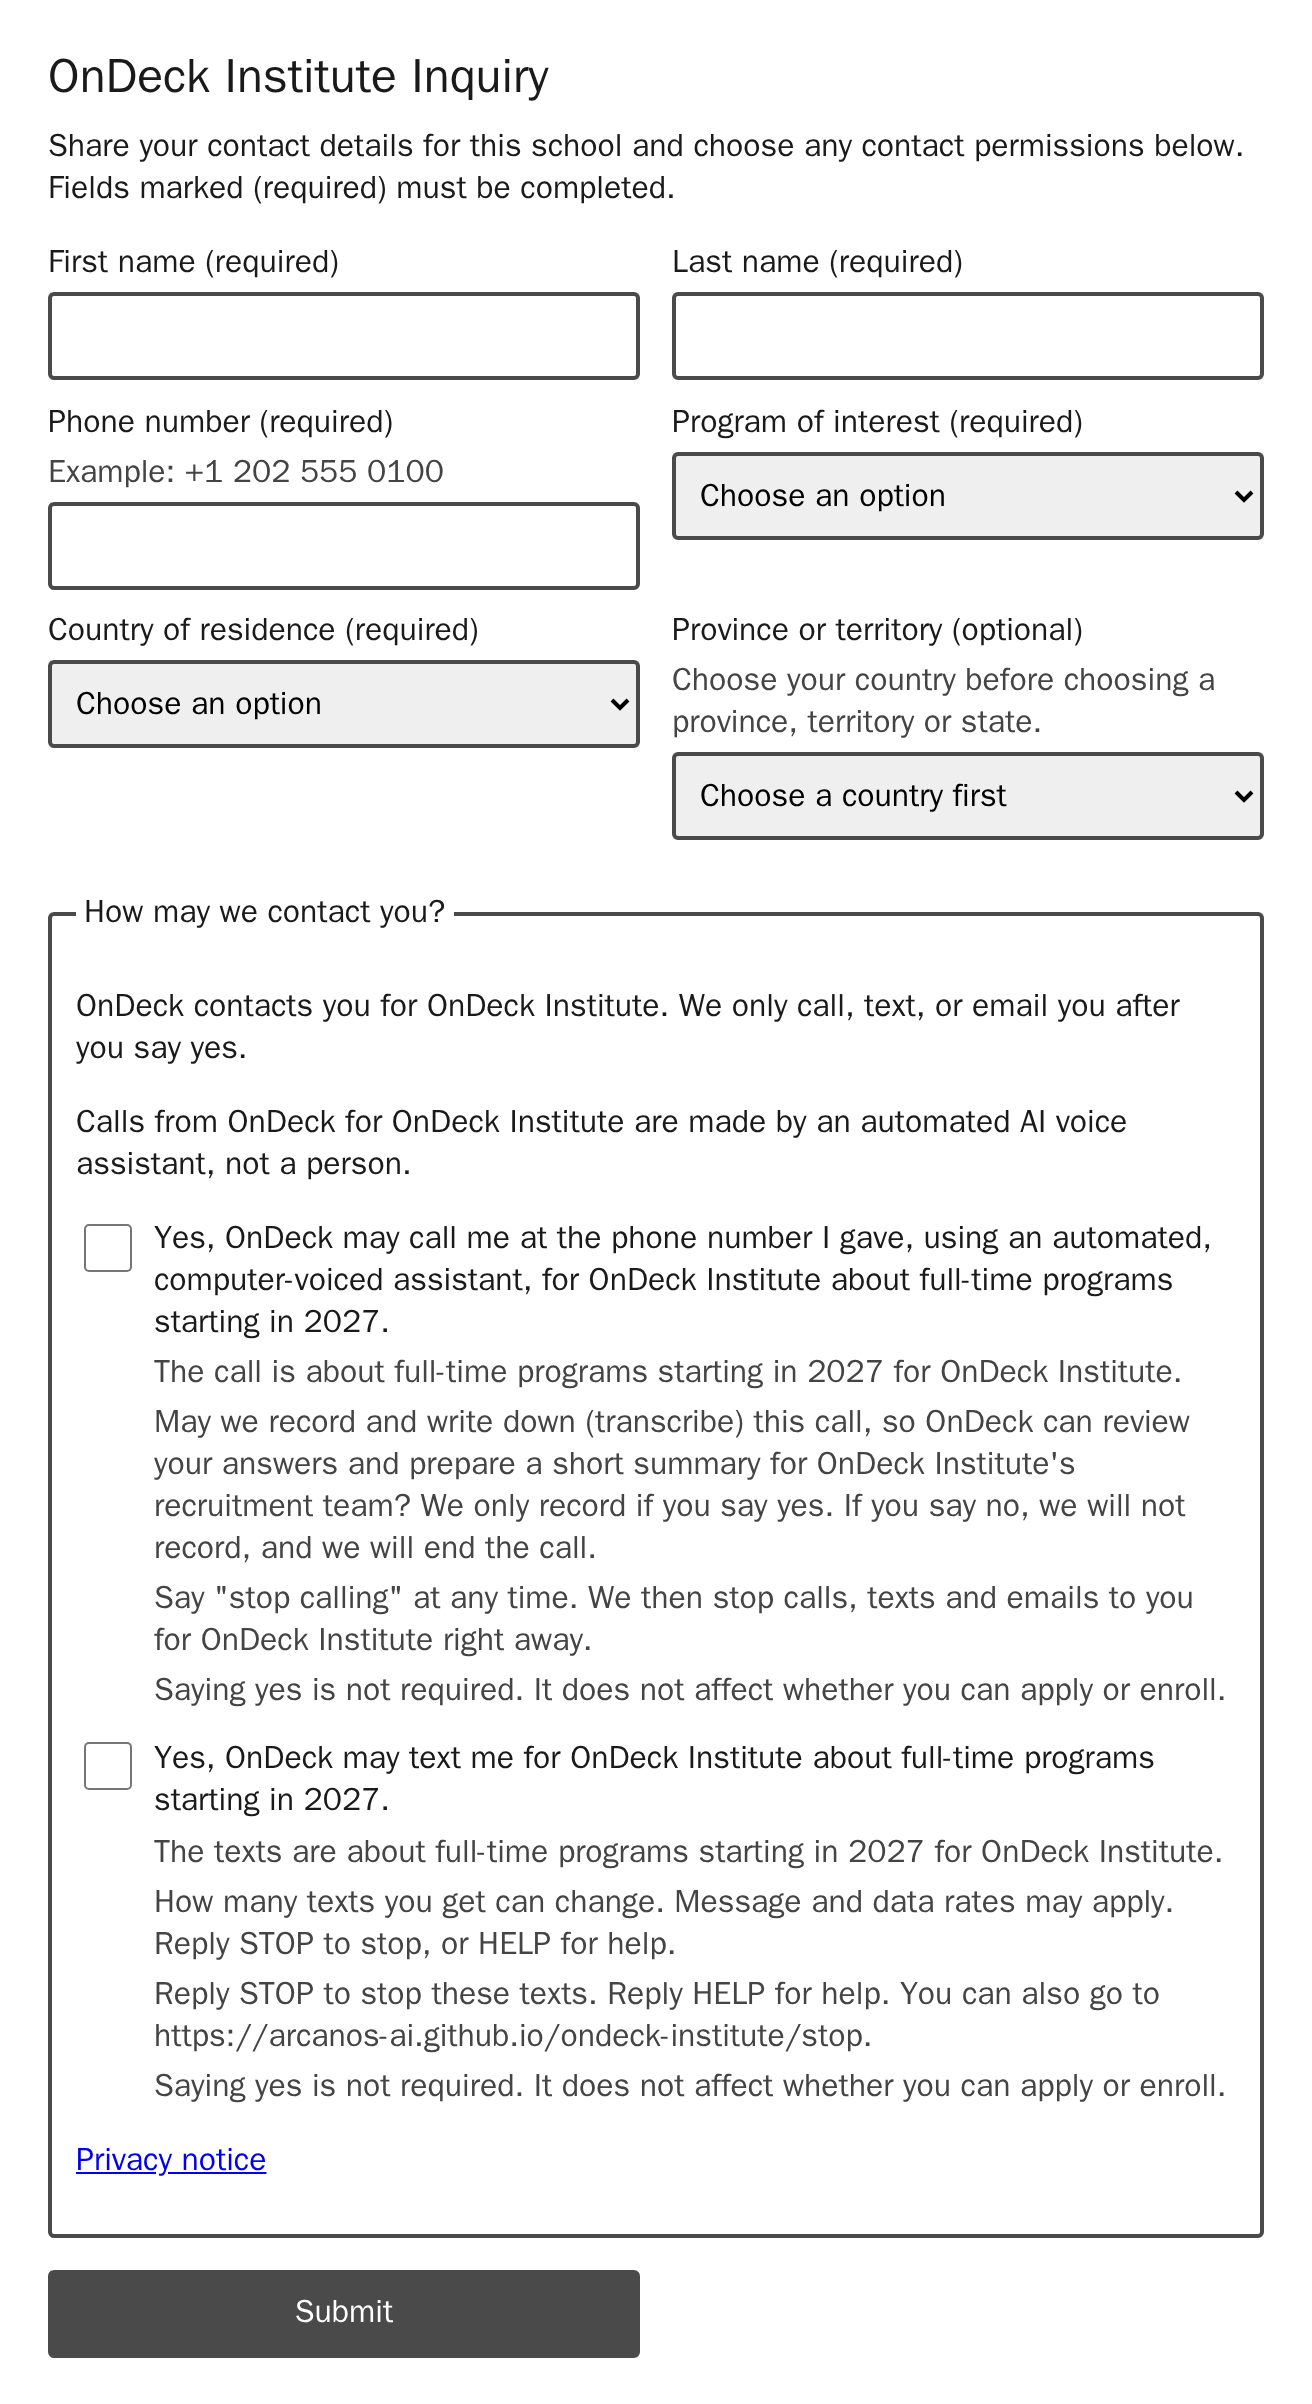 OnDeck Institute Inquiry
Share your contact details for this school and choose any contact permissions below.
Fields marked (required) must be completed.
First name (required)
Last name (required)
Phone number (required)
Example: +1 202 555 0100
Program of interest (required)
Choose an option
Country of residence (required)
Choose an option
Province or territory (optional)
Choose your country before choosing a
province, territory or state.
Choose a country first
How may we contact you?
OnDeck contacts you for OnDeck Institute. We only call, text, or email you after
you say yes.
Calls from OnDeck for OnDeck Institute are made by an automated AI voice
assistant, not a person.
Yes, OnDeck may call me at the phone number I gave, using an automated,
computer-voiced assistant, for OnDeck Institute about full-time programs
starting in 2027.
The call is about full-time programs starting in 2027 for OnDeck Institute.
May we record and write down (transcribe) this call, so OnDeck can review
your answers and prepare a short summary for OnDeck Institute's
recruitment team? We only record if you say yes. If you say no, we will not
record, and we will end the call.
Say "stop calling" at any time. We then stop calls, texts and emails to you
for OnDeck Institute right away.
Saying yes is not required. It does not affect whether you can apply or enroll.
Yes, OnDeck may text me for OnDeck Institute about full-time programs
starting in 2027.
The texts are about full-time programs starting in 2027 for OnDeck Institute.
How many texts you get can change. Message and data rates may apply.
Reply STOP to stop, or HELP for help.
Reply STOP to stop these texts. Reply HELP for help. You can also go to
https://arcanos-ai.github.io/ondeck-institute/stop.
Saying yes is not required. It does not affect whether you can apply or enroll.
Privacy notice
Submit